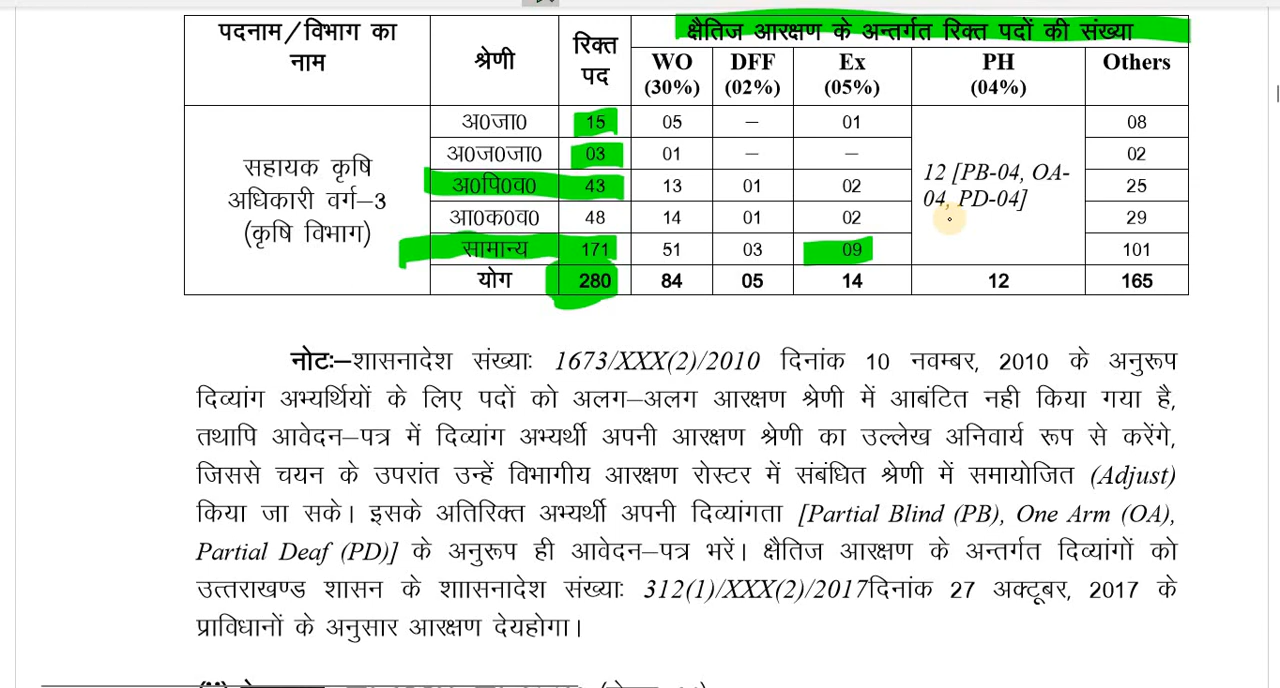 क्षैतिज आरक्षण के अन्तर्गत रिक्त पदों की संख्या
पदनाम/विभाग का नाम श्रेणी रिक्त पद WO (30%) DFF (02%) Ex (05%) PH (04%) Others
सहायक कृषि
अधिकारी वर्ग–3
(कृषि विभाग)
अ0जा0 15 05 – 01 08
अ0ज0जा0 03 01 – – 02
अ0पि0व0 43 13 01 02 25
12 [PB-04, OA-
04, PD-04]
आ0क0व0 48 14 01 02 29
सामान्य 171 51 03 09 101
योग 280 84 05 14 12 165
नोटः–शासनादेश संख्याः 1673/XXX(2)/2010 दिनांक 10 नवम्बर, 2010 के अनुरूप
दिव्यांग अभ्यर्थियों के लिए पदों को अलग–अलग आरक्षण श्रेणी में आबंटित नही किया गया है,
तथापि आवेदन–पत्र में दिव्यांग अभ्यर्थी अपनी आरक्षण श्रेणी का उल्लेख अनिवार्य रूप से करेंगे,
जिससे चयन के उपरांत उन्हें विभागीय आरक्षण रोस्टर में संबंधित श्रेणी में समायोजित (Adjust)
किया जा सके। इसके अतिरिक्त अभ्यर्थी अपनी दिव्यांगता [Partial Blind (PB), One Arm (OA),
Partial Deaf (PD)] के अनुरूप ही आवेदन–पत्र भरें। क्षैतिज आरक्षण के अन्तर्गत दिव्यांगों को
उत्तराखण्ड शासन के शाासनादेश संख्याः 312(1)/XXX(2)/2017दिनांक 27 अक्टूबर, 2017 के
प्राविधानों के अनुसार आरक्षण देयहोगा।